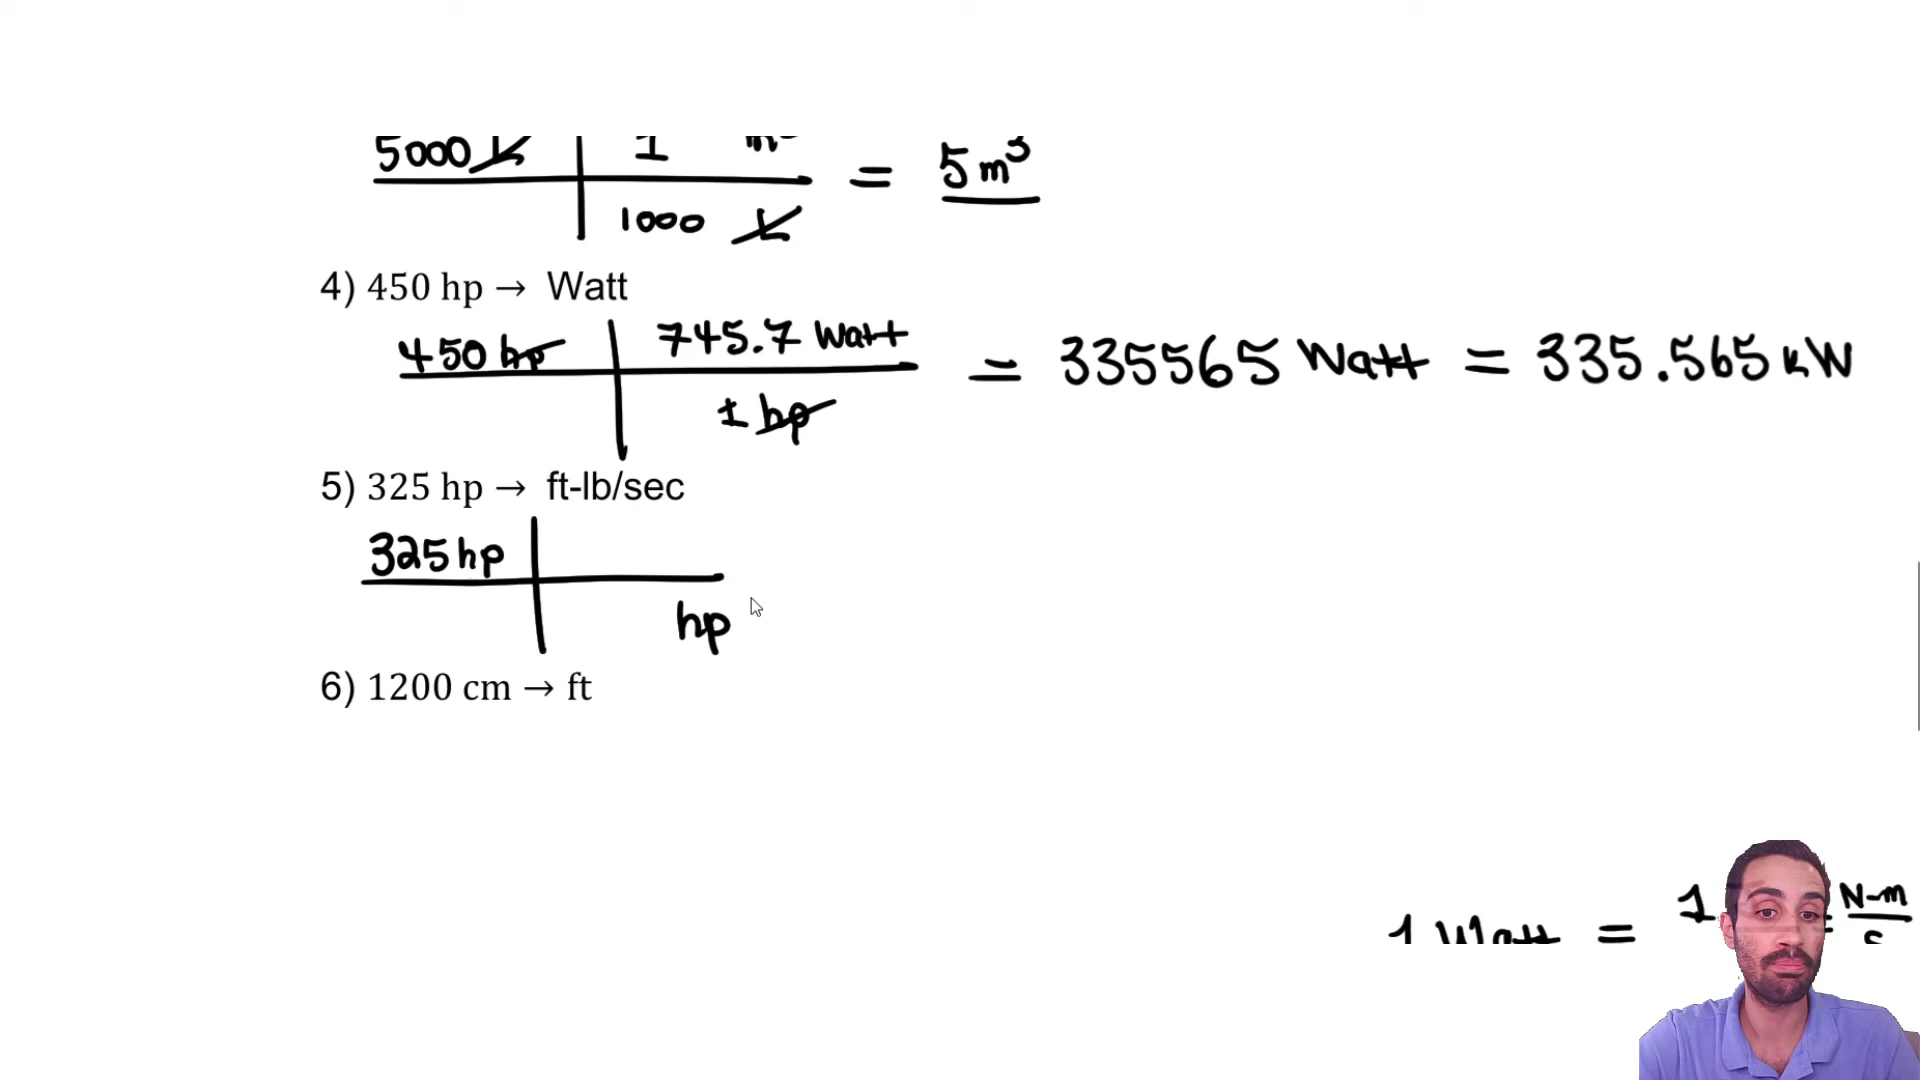 5000 L 1 m³ = 5 m³
1000 L
4) 450 hp → Watt
450 hp 745.7 Watt = 335565 Watt = 335.565 kW
1 hp
5) 325 hp → ft-lb/sec
325 hp
hp
6) 1200 cm → ft
1 Watt = 1 N-m
s